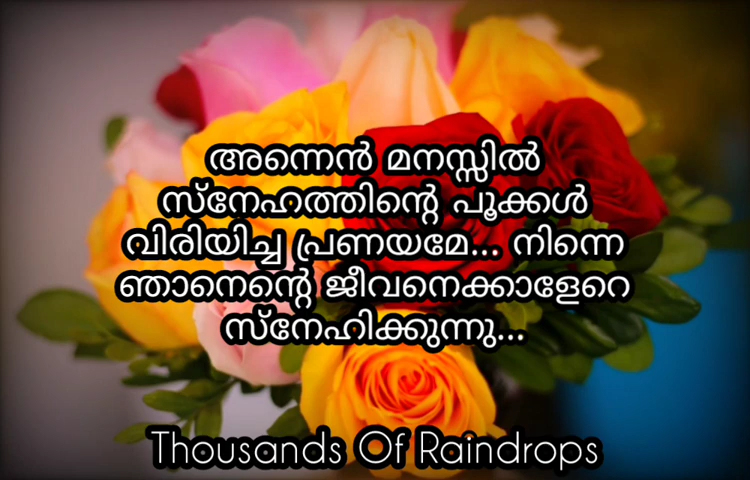 അന്നെൻ മനസ്സിൽ
സ്നേഹത്തിന്റെ പൂക്കൾ
വിരിയിച്ച പ്രണയമേ... നിന്നെ
ഞാനെന്റെ ജീവനെക്കാളേറെ
സ്നേഹിക്കുന്നു...
Thousands Of Raindrops